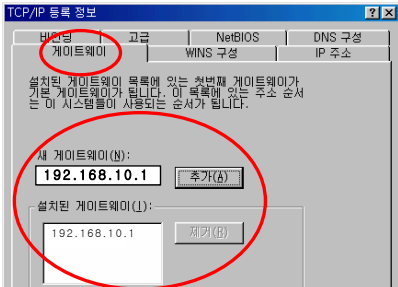 TCP/IP 등록 정보
바인딩 고급 NetBIOS DNS 구성
게이트웨이 WINS 구성 IP 주소
설치된 게이트웨이 목록에 있는 첫번째 게이트웨이가
기본 게이트웨이가 됩니다. 이 목록에 있는 주소 순서
는 이 시스템들이 사용되는 순서가 됩니다.
새 게이트웨이(N):
192.168.10.1 추가(A)
설치된 게이트웨이(I):
192.168.10.1 제거(R)